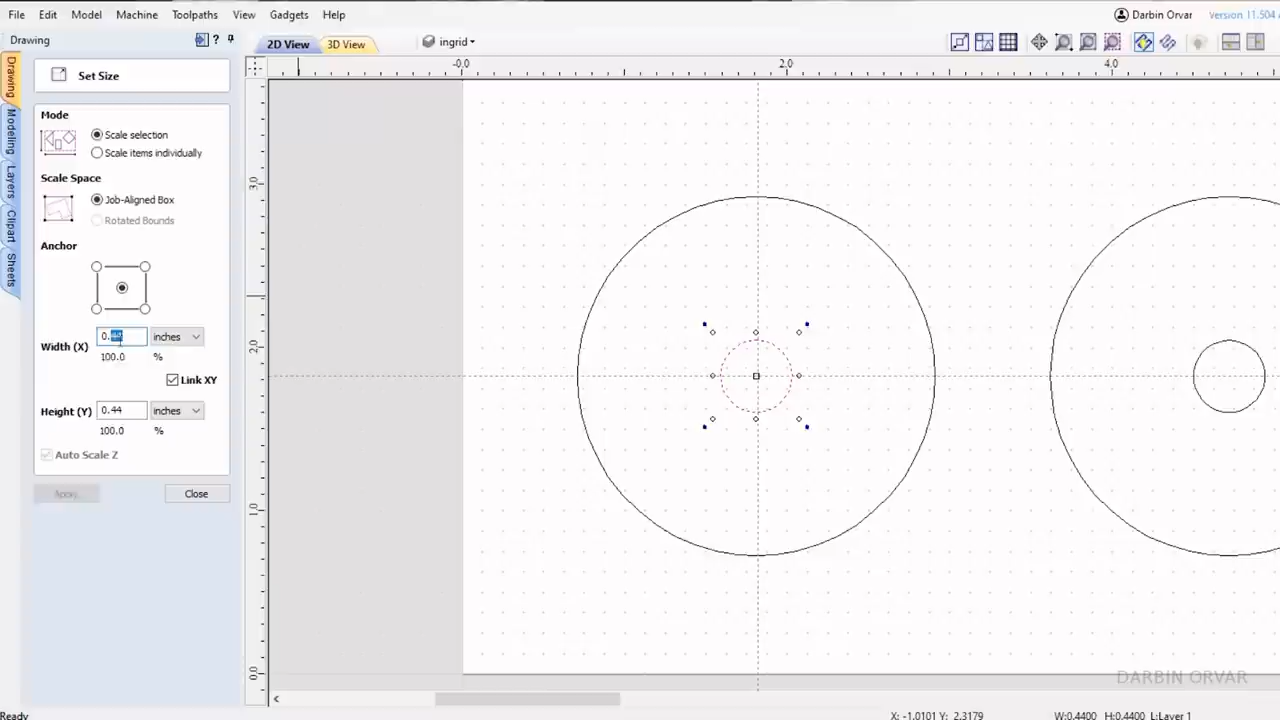 File Edit Model Machine Toolpaths View Gadgets Help
Darbin Orvar Version 11.504
Drawing ?
2D View 3D View ingrid
Set Size
-0.0 2.0 4.0
Drawing
Modeling
Layers
Clipart
Sheets
Mode
Scale selection
Scale items individually
Scale Space
Job-Aligned Box
Rotated Bounds
Anchor
Width (X) 0.44 inches
100.0 %
Link XY
Height (Y) 0.44 inches
100.0 %
Auto Scale Z
Apply Close
3.0
2.0
1.0
0.0
DARBIN ORVAR
Ready X: -1.0101 Y: 2.3179 W:0.4400 H:0.4400 L:Layer 1